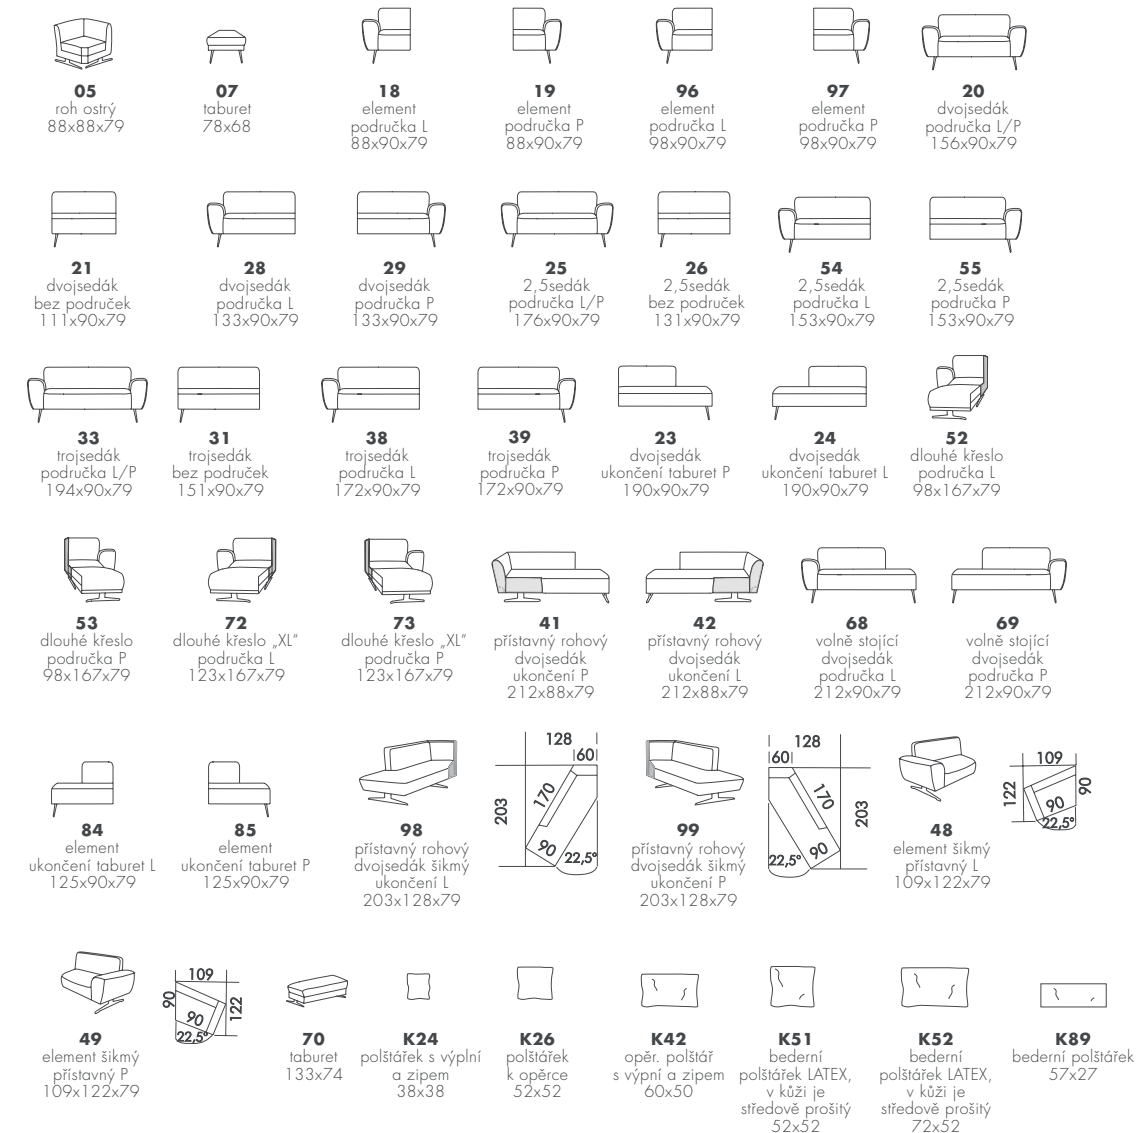 05
roh ostrý
88x88x79
07
taburet
78x68
18
element
područka L
88x90x79
19
element
područka P
88x90x79
96
element
područka L
98x90x79
97
element
područka P
98x90x79
20
dvojsedák
područka L/P
156x90x79
21
dvojsedák
bez područek
111x90x79
28
dvojsedák
područka L
133x90x79
29
dvojsedák
područka P
133x90x79
25
2,5sedák
područka L/P
176x90x79
26
2,5sedák
bez područek
131x90x79
54
2,5sedák
područka L
153x90x79
55
2,5sedák
područka P
153x90x79
33
trojsedák
područka L/P
194x90x79
31
trojsedák
bez područek
151x90x79
38
trojsedák
područka L
172x90x79
39
trojsedák
područka P
172x90x79
23
dvojsedák
ukončení taburet P
190x90x79
24
dvojsedák
ukončení taburet L
190x90x79
52
dlouhé křeslo
područka L
98x167x79
53
dlouhé křeslo
područka P
98x167x79
72
dlouhé křeslo „XL“
područka L
123x167x79
73
dlouhé křeslo „XL“
područka P
123x167x79
41
přístavný rohový
dvojsedák
ukončení P
212x88x79
42
přístavný rohový
dvojsedák
ukončení L
212x88x79
68
volně stojící
dvojsedák
područka L
212x90x79
69
volně stojící
dvojsedák
područka P
212x90x79
84
element
ukončení taburet L
125x90x79
85
element
ukončení taburet P
125x90x79
98
přístavný rohový
dvojsedák šikmý
ukončení L
203x128x79
128
60
203
170
90
22,5°
99
přístavný rohový
dvojsedák šikmý
ukončení P
203x128x79
128
60
170
203
90
22,5°
48
element šikmý
přístavný L
109x122x79
109
122
90
90
22,5°
49
element šikmý
přístavný P
109x122x79
109
90
122
90
22,5°
70
taburet
133x74
K24
polštářek s výplní
a zipem
38x38
K26
polštářek
k opěrce
52x52
K42
opěr. polštář
s výpní a zipem
60x50
K51
bederní
polštářek LATEX,
v kůži je
středově prošitý
52x52
K52
bederní
polštářek LATEX,
v kůži je
středově prošitý
72x52
K89
bederní polštářek
57x27